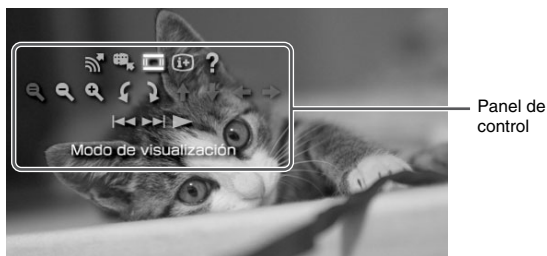 i+
?
Modo de visualización
Panel de
control